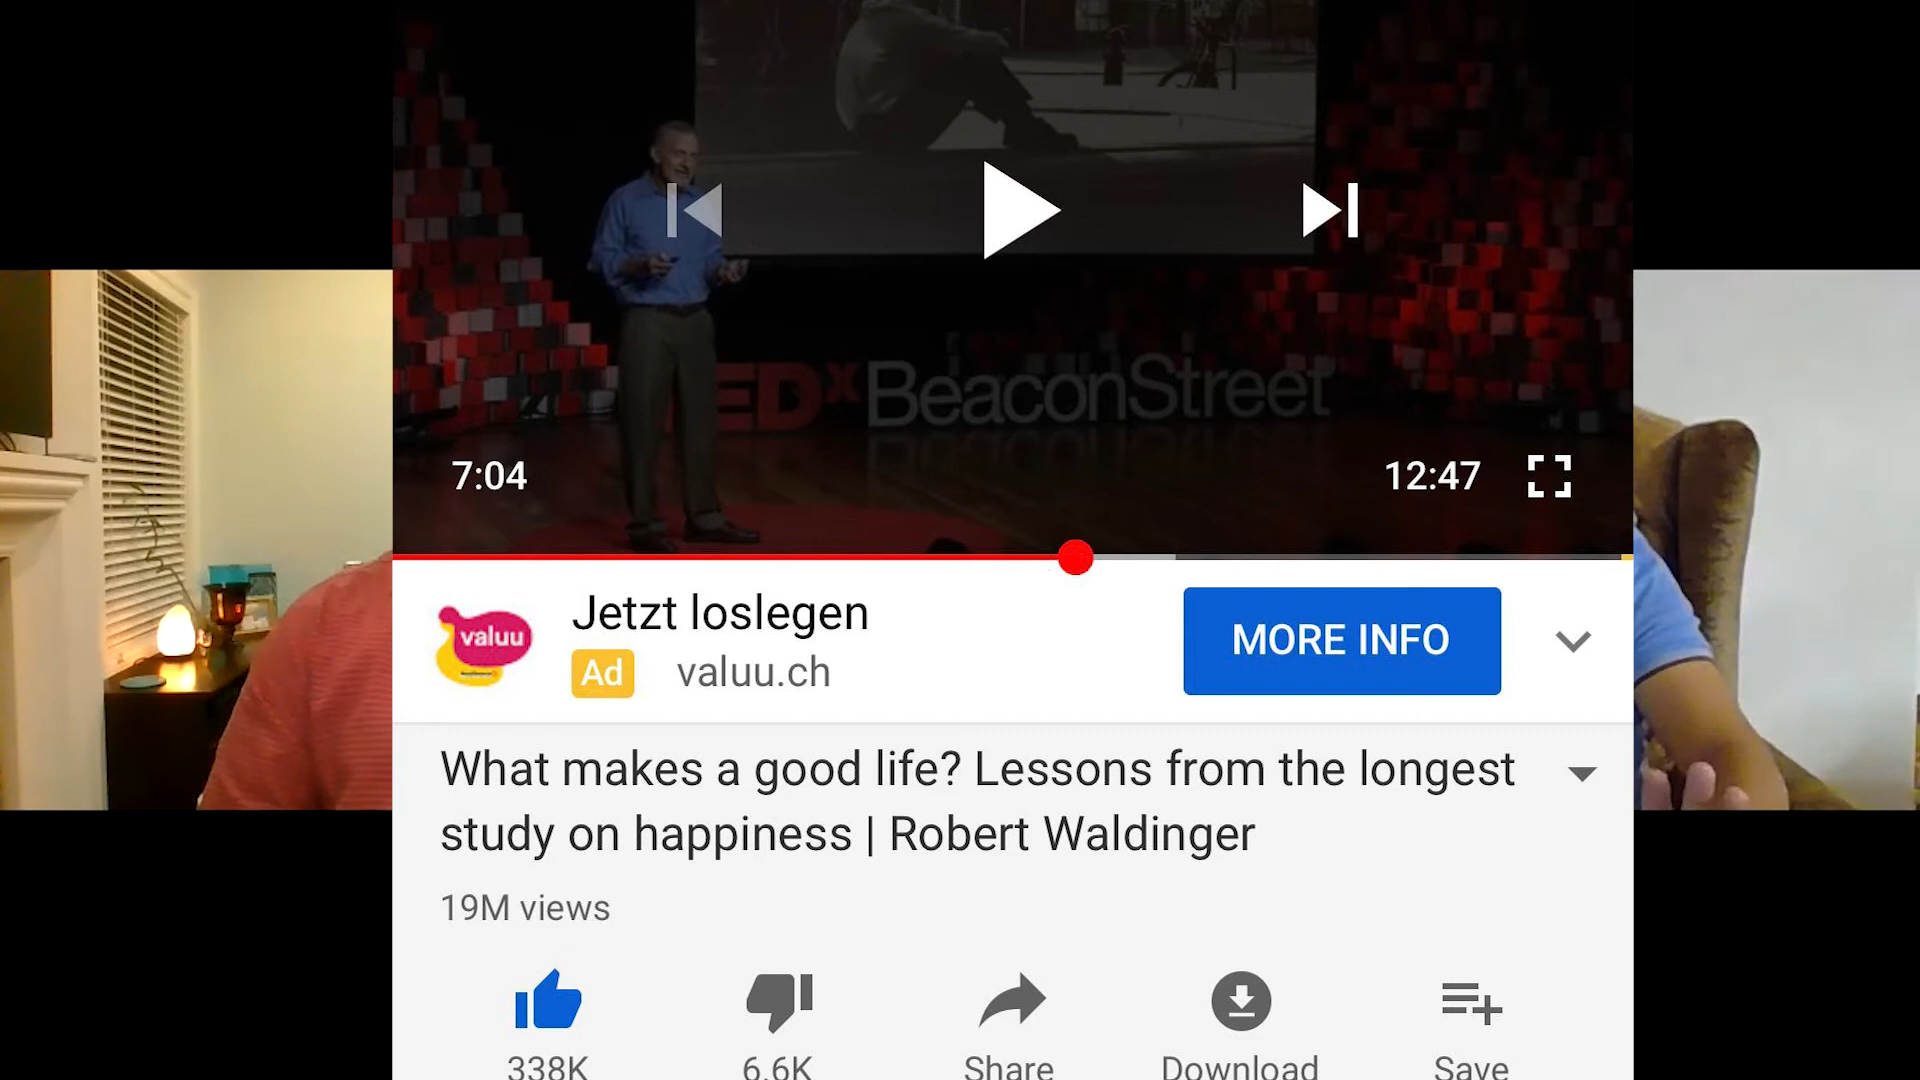 EDxBeaconStreet
7:04
12:47
valuu
Jetzt loslegen
Ad valuu.ch
MORE INFO
What makes a good life? Lessons from the longest
study on happiness | Robert Waldinger
19M views
338K
6.6K
Share
Download
Save